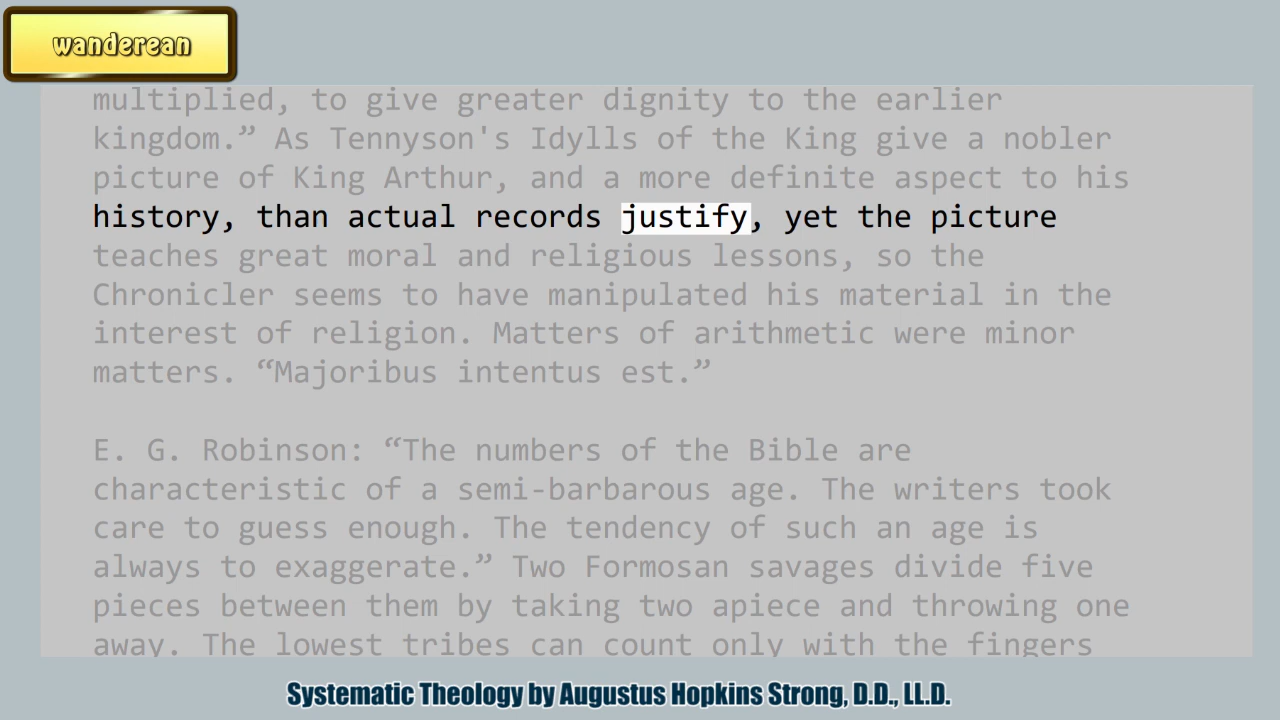 wanderean
multiplied, to give greater dignity to the earlier
kingdom.” As Tennyson's Idylls of the King give a nobler
picture of King Arthur, and a more definite aspect to his
history, than actual records justify, yet the picture
teaches great moral and religious lessons, so the
Chronicler seems to have manipulated his material in the
interest of religion. Matters of arithmetic were minor
matters. “Majoribus intentus est.”
E. G. Robinson: “The numbers of the Bible are
characteristic of a semi-barbarous age. The writers took
care to guess enough. The tendency of such an age is
always to exaggerate.” Two Formosan savages divide five
pieces between them by taking two apiece and throwing one
away. The lowest tribes can count only with the fingers
Systematic Theology by Augustus Hopkins Strong, D.D., LL.D.